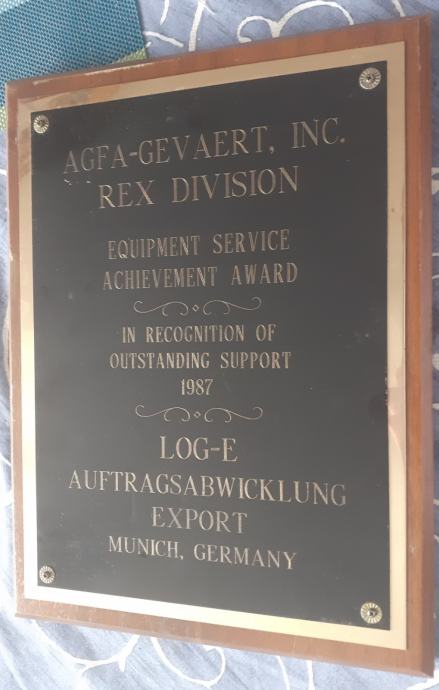 AGFA-GEVAERT, INC.
REX DIVISION
EQUIPMENT SERVICE
ACHIEVEMENT AWARD
IN RECOGNITION OF
OUTSTANDING SUPPORT
1987
LOG-E
AUFTRAGSABWICKLUNG
EXPORT
MUNICH, GERMANY